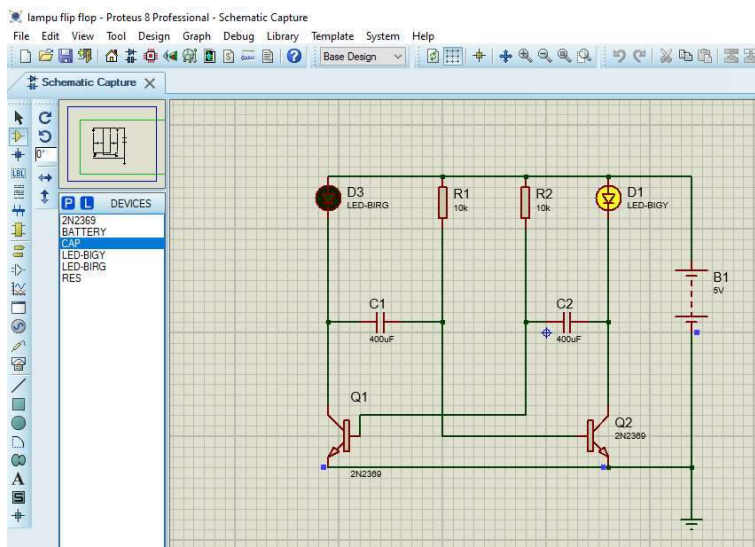 lampu flip flop - Proteus 8 Professional - Schematic Capture
File Edit View Tool Design Graph Debug Library Template System Help
Base Design
Schematic Capture
0°
LBL
P L DEVICES
2N2369
BATTERY
CAP
LED-BIGY
LED-BIRG
RES
A
S
D3
LED-BIRG
R1
10k
R2
10k
D1
LED-BIGY
B1
5V
C1
400uF
C2
400uF
Q1
2N2369
Q2
2N2369